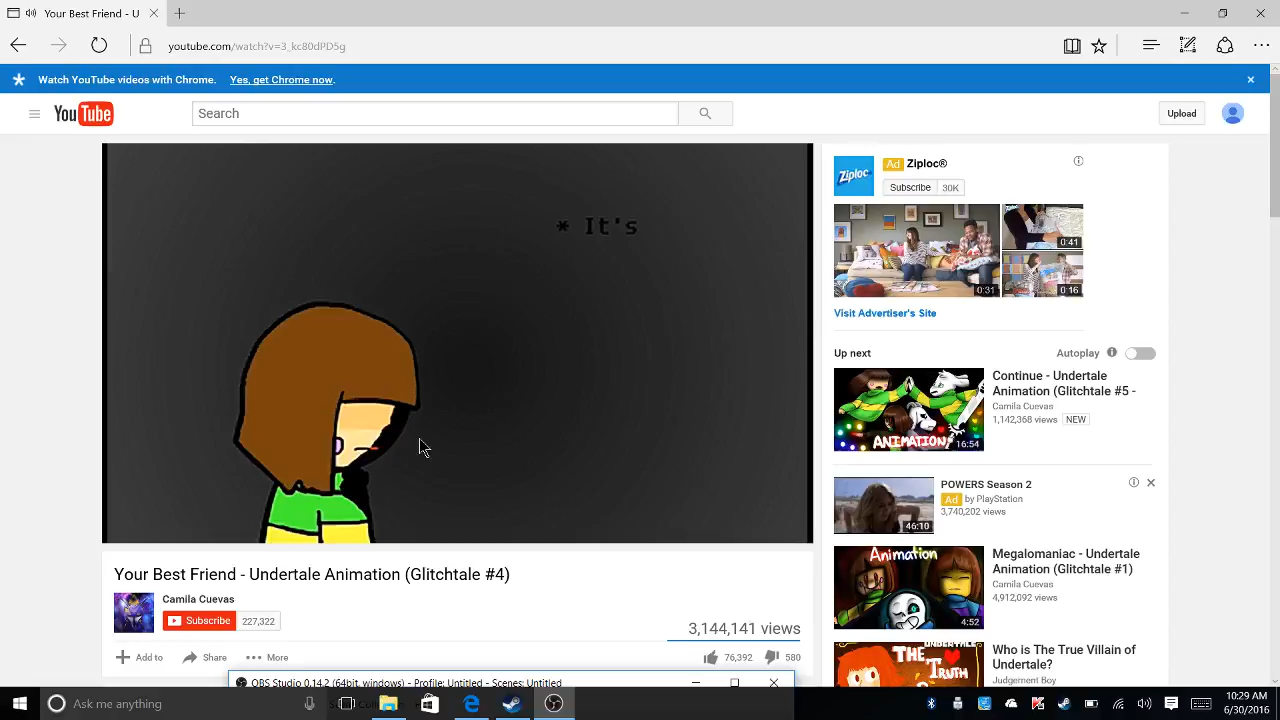 Your Best Friend -
youtube.com/watch?v=3_kc80dPD5g
Watch YouTube videos with Chrome. Yes, get Chrome now.
YouTube
Search
Upload
* It's
Ziploc
Ad Ziploc®
Subscribe 30K
0:41
0:31
0:16
Visit Advertiser's Site
Up next
Autoplay
Continue - Undertale
Animation (Glitchtale #5 -
Camila Cuevas
1,142,368 views NEW
ANIMATION!
16:54
POWERS Season 2
Ad by PlayStation
3,740,202 views
46:10
Animation
Megalomaniac - Undertale
Animation (Glitchtale #1)
Camila Cuevas
4,912,092 views
4:52
UNDERTALE
THE
TRUTH
Who is The True Villain of
Undertale?
Judgement Boy
Your Best Friend - Undertale Animation (Glitchtale #4)
Camila Cuevas
Subscribe 227,322
3,144,141 views
Add to
Share
More
76,392
580
OBS Studio 0.14.2 (64bit, windows) - Profile: Untitled - Scenes: Untitled
Ask me anything
10:29 AM
6/30/2016